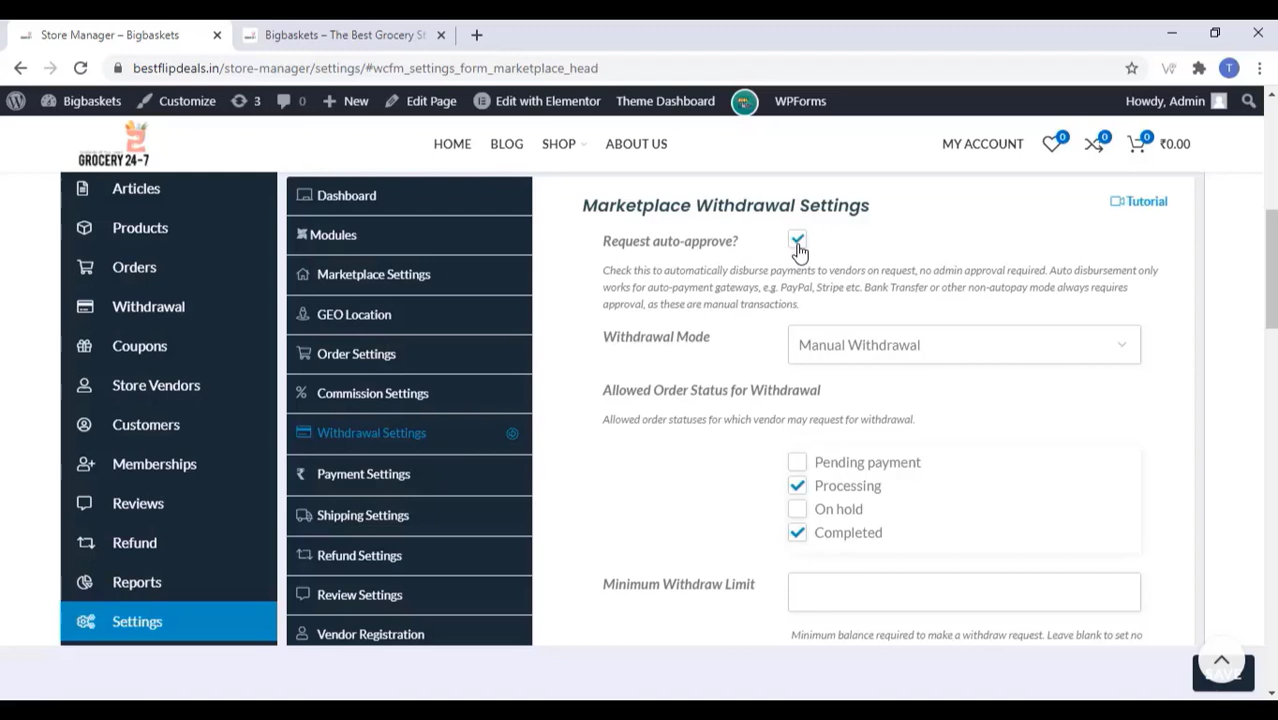 Store Manager – Bigbaskets
Bigbaskets – The Best Grocery St
bestflipdeals.in/store-manager/settings/#wcfm_settings_form_marketplace_head
T
Bigbaskets Customize 3 0 New Edit Page Edit with Elementor Theme Dashboard WPForms Howdy, Admin
GROCERY 24-7
HOME BLOG SHOP ABOUT US MY ACCOUNT 0 0 0 ₹0.00
Articles
Products
Orders
Withdrawal
Coupons
Store Vendors
Customers
Memberships
Reviews
Refund
Reports
Settings
Dashboard
Modules
Marketplace Settings
GEO Location
Order Settings
Commission Settings
Withdrawal Settings
Payment Settings
Shipping Settings
Refund Settings
Review Settings
Vendor Registration
Marketplace Withdrawal Settings
Tutorial
Request auto-approve?
Check this to automatically disburse payments to vendors on request, no admin approval required. Auto disbursement only
works for auto-payment gateways, e.g. PayPal, Stripe etc. Bank Transfer or other non-autopay mode always requires
approval, as these are manual transactions.
Withdrawal Mode
Manual Withdrawal
Allowed Order Status for Withdrawal
Allowed order statuses for which vendor may request for withdrawal.
Pending payment
Processing
On hold
Completed
Minimum Withdraw Limit
Minimum balance required to make a withdraw request. Leave blank to set no
SAVE